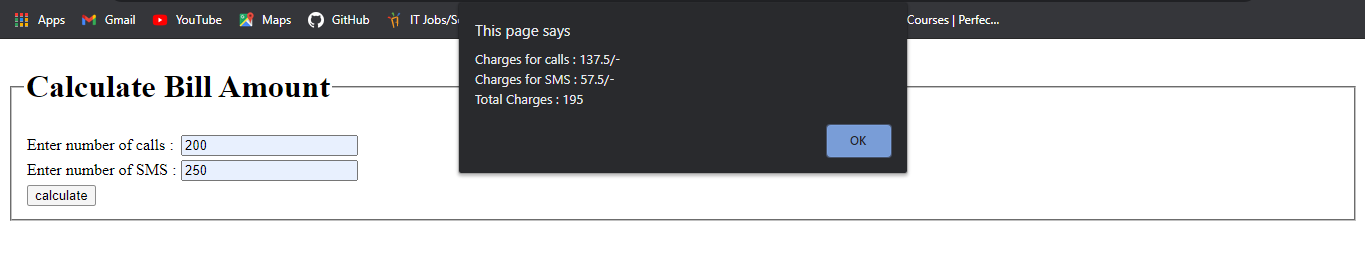 Apps Gmail YouTube Maps GitHub IT Jobs/ Courses | Perfec...
This page says
Charges for calls : 137.5/-
Charges for SMS : 57.5/-
Total Charges : 195
OK
Calculate Bill Amount
Enter number of calls : 200
Enter number of SMS : 250
calculate